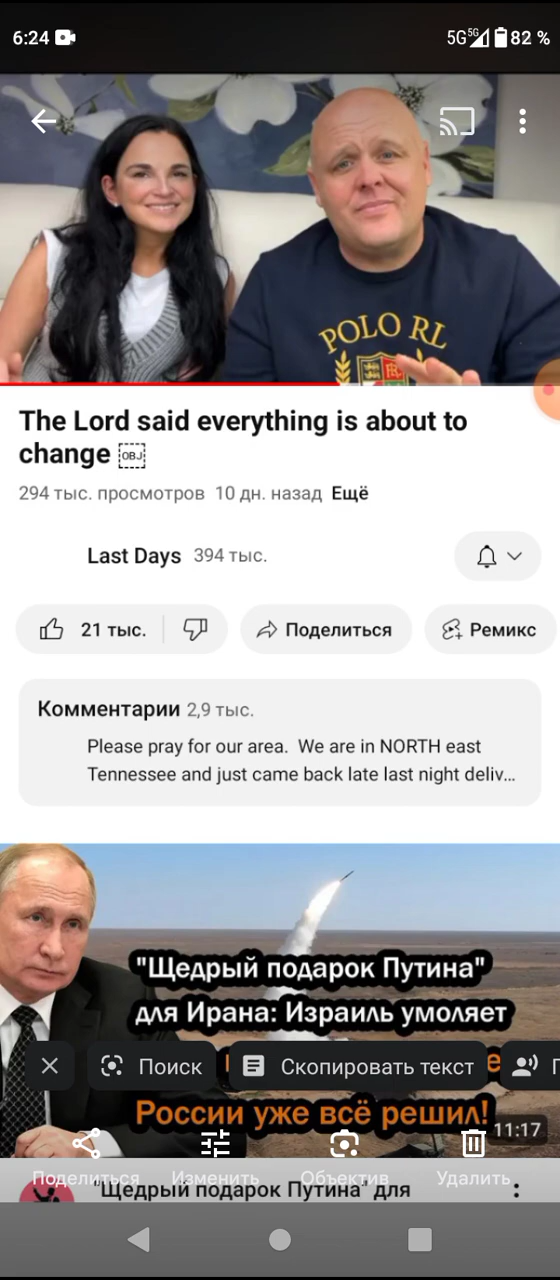 6:24
5G 5G 82 %
POLO RL
The Lord said everything is about to
change OBJ
294 тыс. просмотров 10 дн. назад Ещё
Last Days 394 тыс.
21 тыс.
Поделиться
Ремикс
Комментарии 2,9 тыс.
Please pray for our area. We are in NORTH east
Tennessee and just came back late last night deliv...
"Щедрый подарок Путина"
для Ирана: Израиль умоляет
Поиск
Скопировать текст
России уже всё решил!
11:17
Поделиться
Изменить
Объектив
Удалить
"Щедрый подарок Путина" для